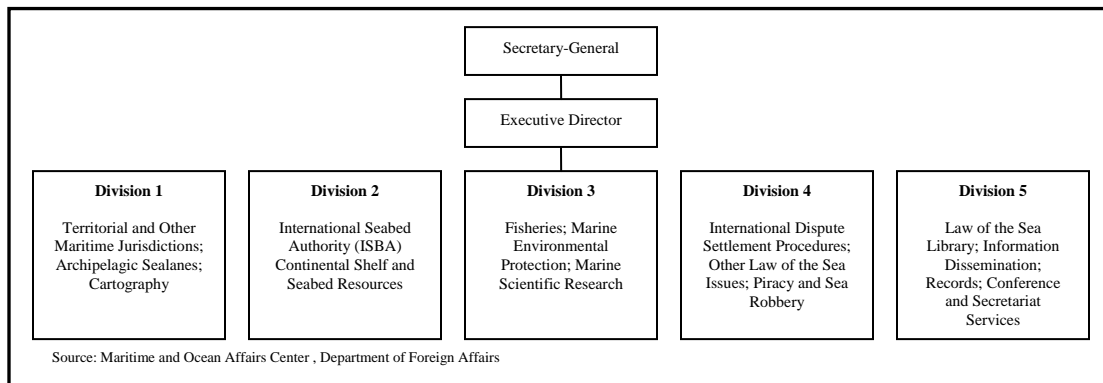 Secretary-General
Executive Director
Division 1
Territorial and Other
Maritime Jurisdictions;
Archipelagic Sealanes;
Cartography
Division 2
International Seabed
Authority (ISBA)
Continental Shelf and
Seabed Resources
Division 3
Fisheries; Marine
Environmental
Protection; Marine
Scientific Research
Division 4
International Dispute
Settlement Procedures;
Other Law of the Sea
Issues; Piracy and Sea
Robbery
Division 5
Law of the Sea
Library; Information
Dissemination;
Records; Conference
and Secretariat
Services
Source: Maritime and Ocean Affairs Center , Department of Foreign Affairs